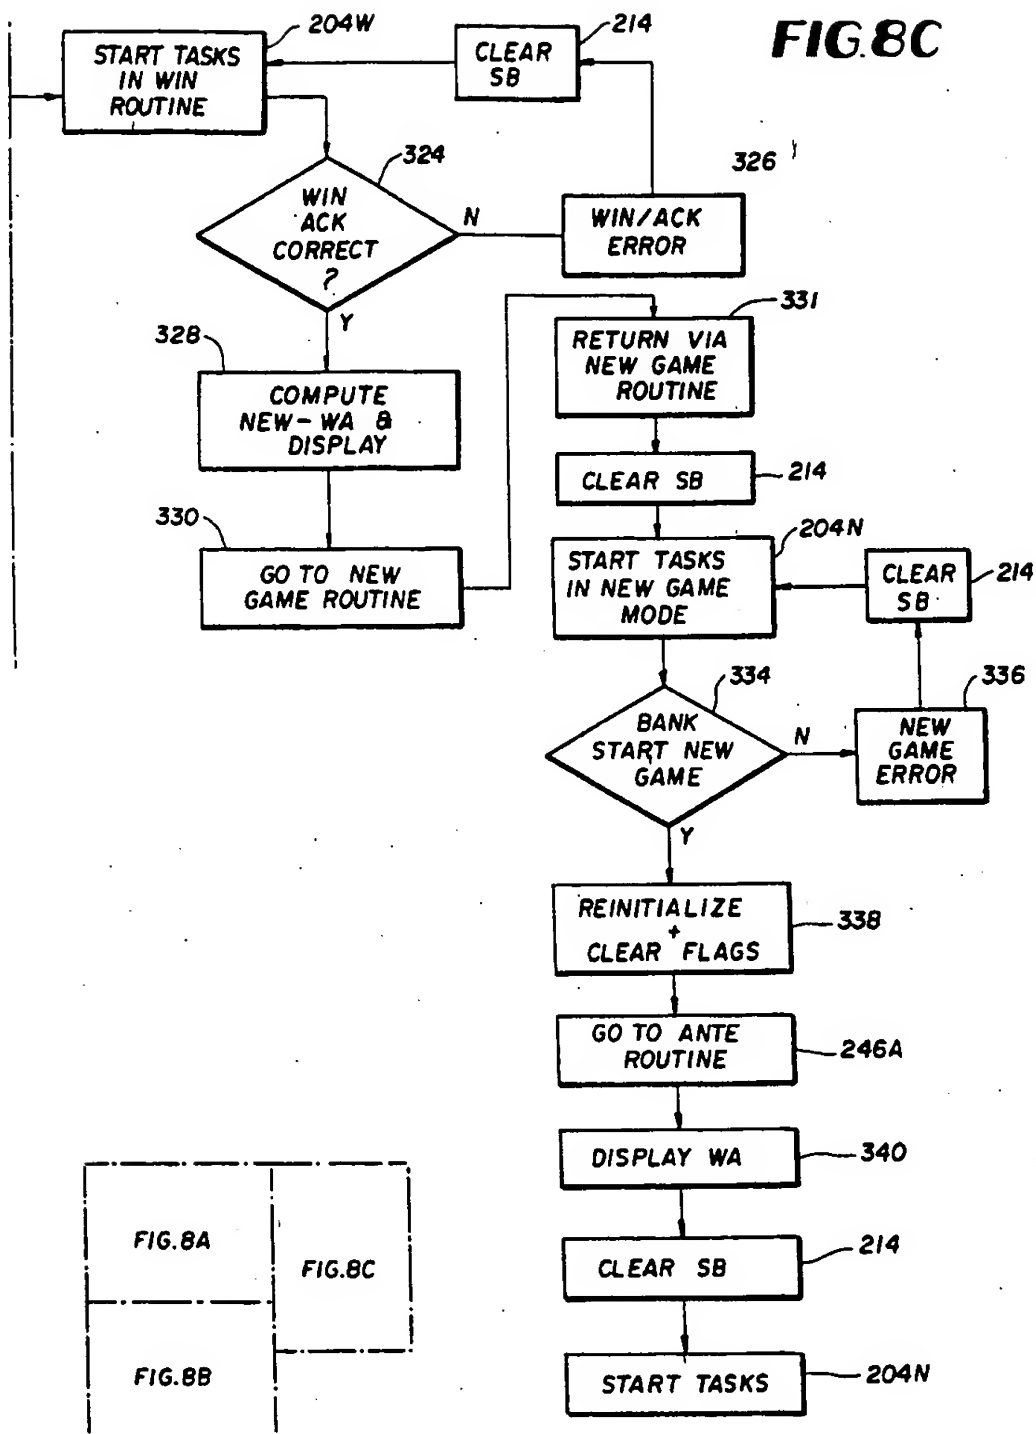 FIG.8C
204W
START TASKS
IN WIN
ROUTINE
214
CLEAR
SB
324
WIN
ACK
CORRECT
?
N
Y
326
WIN/ACK
ERROR
328
COMPUTE
NEW-WA &
DISPLAY
330
GO TO NEW
GAME ROUTINE
331
RETURN VIA
NEW GAME
ROUTINE
CLEAR SB
214
204N
START TASKS
IN NEW GAME
MODE
CLEAR
SB
214
334
BANK
START NEW
GAME
N
Y
336
NEW
GAME
ERROR
REINITIALIZE
+
CLEAR FLAGS
338
GO TO ANTE
ROUTINE
246A
DISPLAY WA
340
CLEAR SB
214
START TASKS
204N
FIG.8A
FIG.8C
FIG.8B